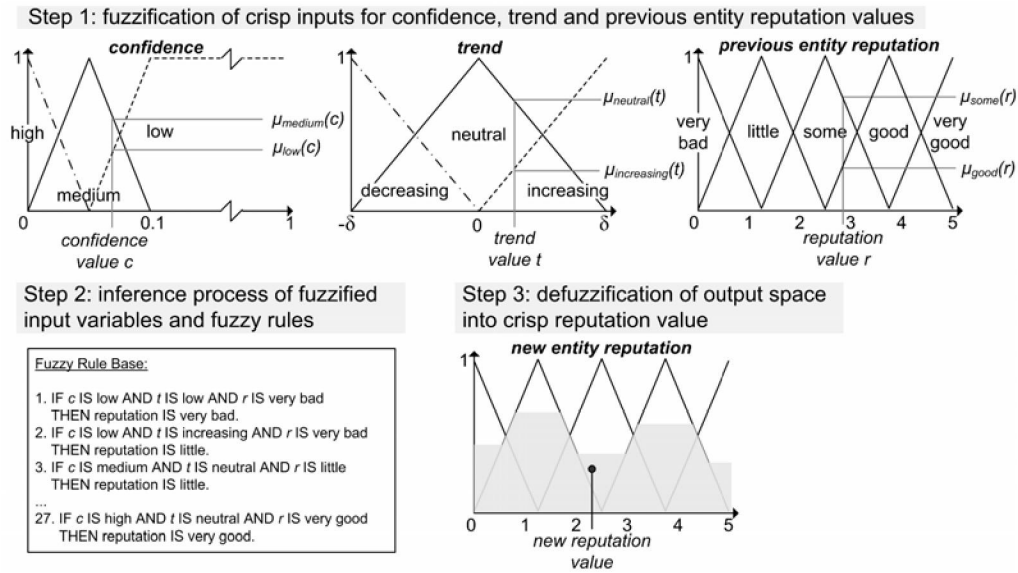 Step 1: fuzzification of crisp inputs for confidence, trend and previous entity reputation values
confidence
1
high
low
medium
μmedium(c)
μlow(c)
0
0.1
1
confidence
value c
trend
1
neutral
decreasing
increasing
μneutral(t)
μincreasing(t)
-δ
0
δ
trend
value t
previous entity reputation
1
very
bad
little
some
good
very
good
μsome(r)
μgood(r)
0
1
2
3
4
5
reputation
value r
Step 2: inference process of fuzzified
input variables and fuzzy rules
Fuzzy Rule Base:
1. IF c IS low AND t IS low AND r IS very bad
THEN reputation IS very bad.
2. IF c IS low AND t IS increasing AND r IS very bad
THEN reputation IS little.
3. IF c IS medium AND t IS neutral AND r IS little
THEN reputation IS little.
...
27. IF c IS high AND t IS neutral AND r IS very good
THEN reputation IS very good.
Step 3: defuzzification of output space
into crisp reputation value
new entity reputation
1
0
1
2
3
4
5
new reputation
value